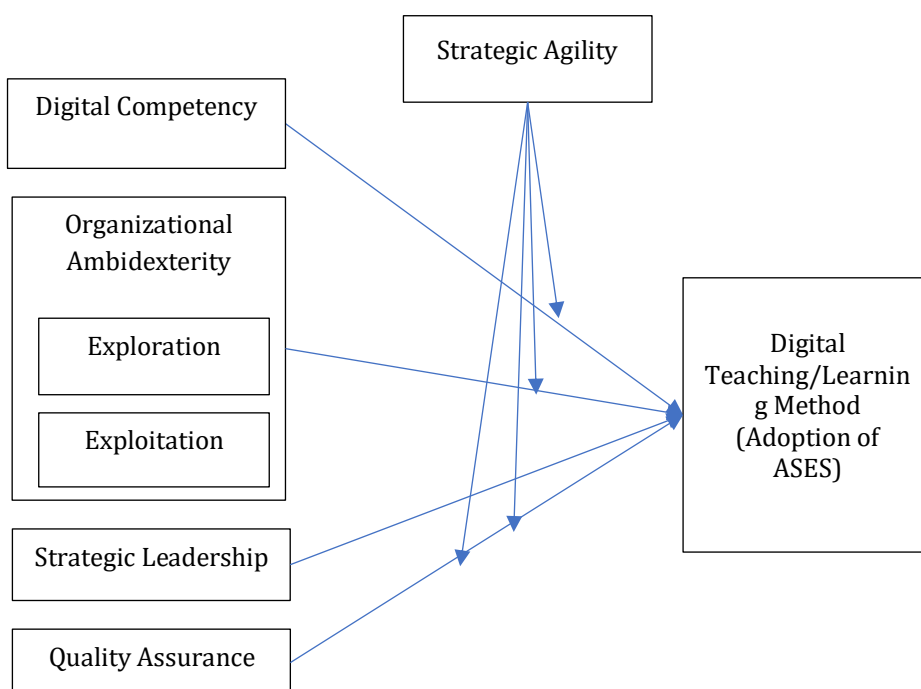 Strategic Agility
Digital Competency
Organizational
Ambidexterity
Exploration
Exploitation
Digital
Teaching/Learnin
g Method
(Adoption of
ASES)
Strategic Leadership
Quality Assurance